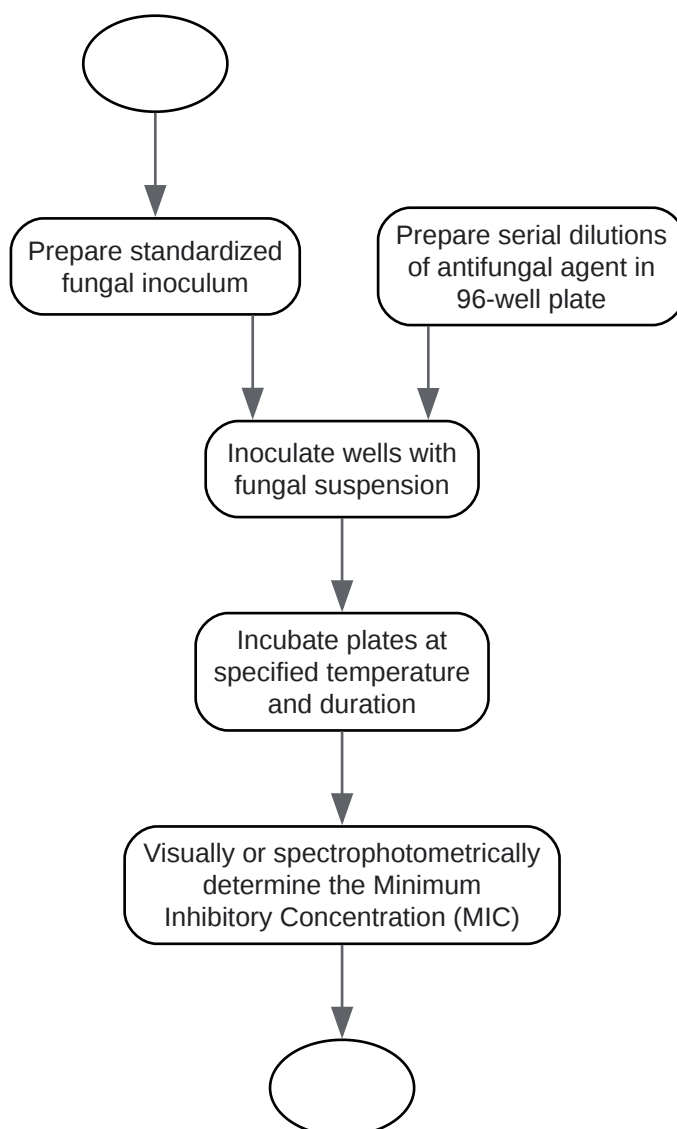 Prepare standardized
fungal inoculum
Prepare serial dilutions
of antifungal agent in
96-well plate
Inoculate wells with
fungal suspension
Incubate plates at
specified temperature
and duration
Visually or spectrophotometrically
determine the Minimum
Inhibitory Concentration (MIC)